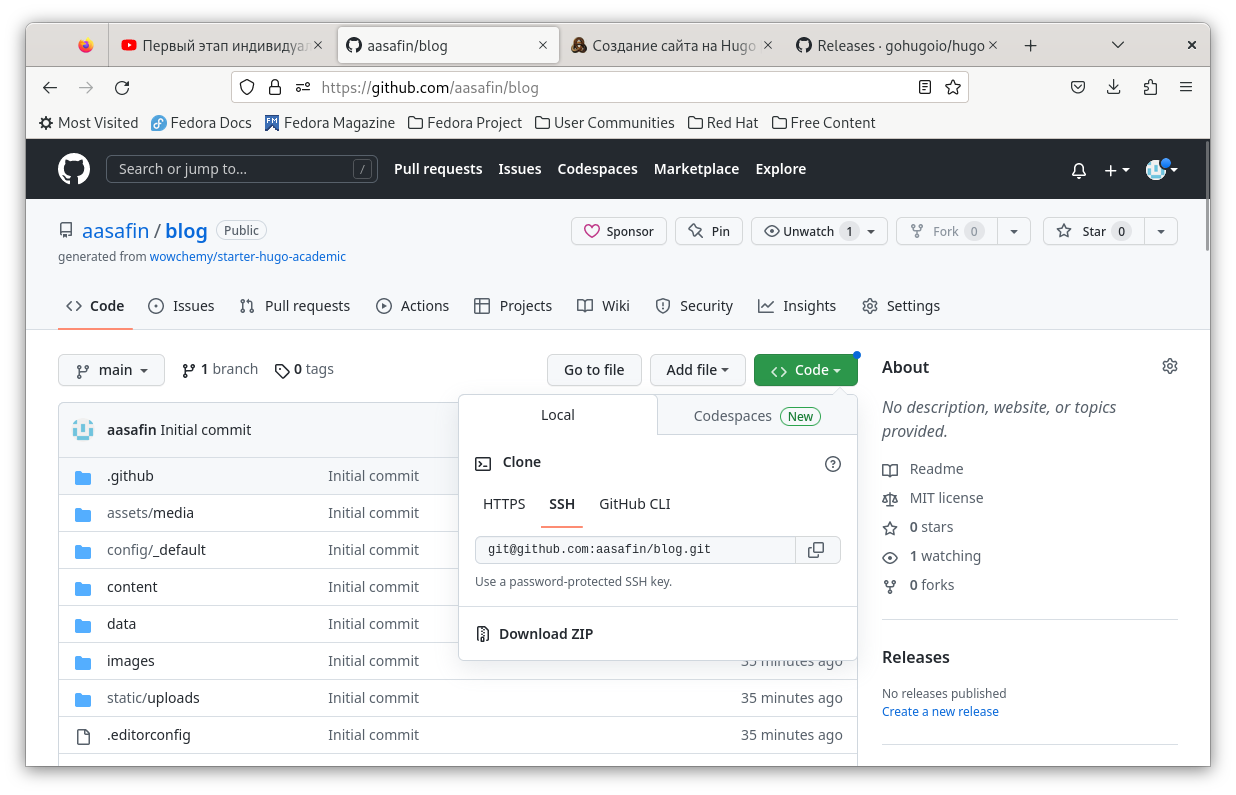 Первый этап индивидуал
aasafin/blog
Создание сайта на Hugo
Releases · gohugoio/hugo
https://github.com/aasafin/blog
Most Visited Fedora Docs Fedora Magazine Fedora Project User Communities Red Hat Free Content
Search or jump to... / Pull requests Issues Codespaces Marketplace Explore
aasafin / blog Public
Sponsor Pin Unwatch 1 Fork 0 Star 0
generated from wowchemy/starter-hugo-academic
Code Issues Pull requests Actions Projects Wiki Security Insights Settings
main 1 branch 0 tags Go to file Add file Code
About
No description, website, or topics
provided.
Readme
MIT license
0 stars
1 watching
0 forks
Releases
No releases published
Create a new release
Local Codespaces New
Clone
HTTPS SSH GitHub CLI
git@github.com:aasafin/blog.git
Use a password-protected SSH key.
Download ZIP
aasafin Initial commit
.github Initial commit
assets/media Initial commit
config/_default Initial commit
content Initial commit
data Initial commit
images Initial commit 35 minutes ago
static/uploads Initial commit 35 minutes ago
.editorconfig Initial commit 35 minutes ago